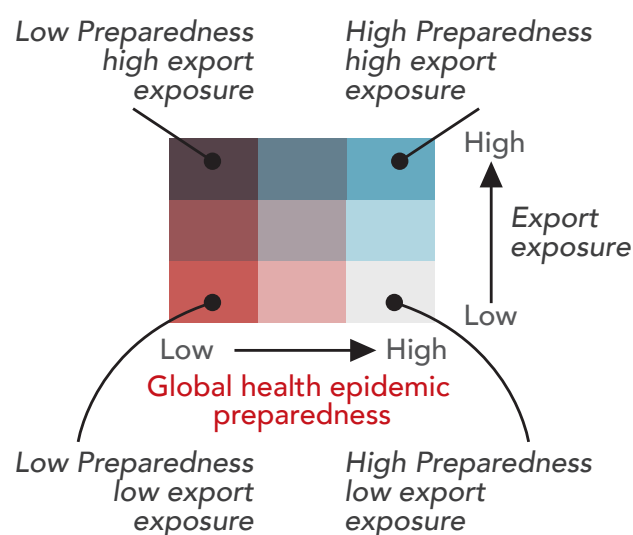 Low Preparedness
high export
exposure
High Preparedness
high export
exposure
High
Export
exposure
Low
Low
High
Global health epidemic
preparedness
Low Preparedness
low export
exposure
High Preparedness
low export
exposure